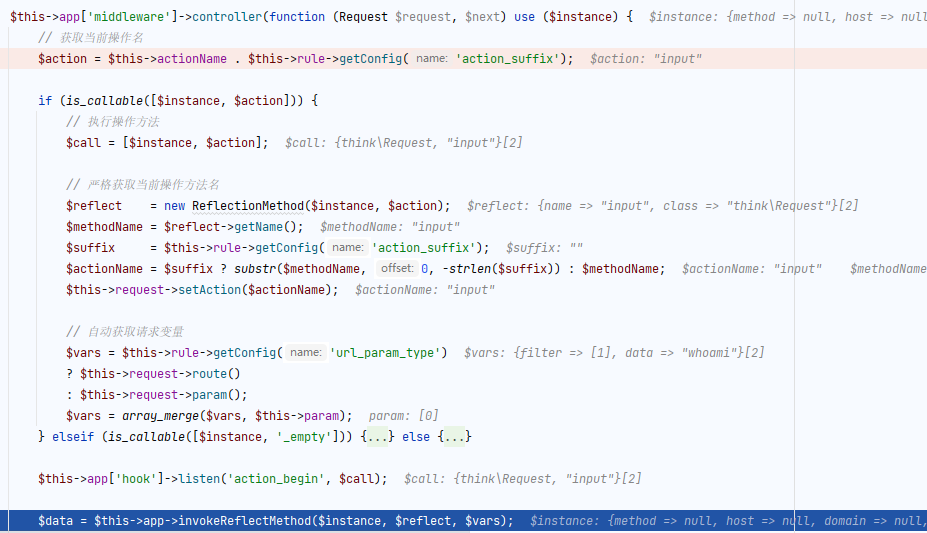 $this->app['middleware']->controller(function (Request $request, $next) use ($instance) {  $instance: {method => null, host => null
// 获取当前操作名
$action = $this->actionName . $this->rule->getConfig( name: 'action_suffix');  $action: "input"
if (is_callable([$instance, $action])) {
// 执行操作方法
$call = [$instance, $action];  $call: {think\Request, "input"}[2]
// 严格获取当前操作方法名
$reflect    = new ReflectionMethod($instance, $action);  $reflect: {name => "input", class => "think\Request"}[2]
$methodName = $reflect->getName();  $methodName: "input"
$suffix     = $this->rule->getConfig( name: 'action_suffix');  $suffix: ""
$actionName = $suffix ? substr($methodName, offset: 0, -strlen($suffix)) : $methodName;  $actionName: "input"    $methodName
$this->request->setAction($actionName);  $actionName: "input"
// 自动获取请求变量
$vars = $this->rule->getConfig( name: 'url_param_type')  $vars: {filter => [1], data => "whoami"}[2]
? $this->request->route()
: $this->request->param();
$vars = array_merge($vars, $this->param);  param: [0]
} elseif (is_callable([$instance, '_empty'])) {...} else {...}
$this->app['hook']->listen('action_begin', $call);  $call: {think\Request, "input"}[2]
$data = $this->app->invokeReflectMethod($instance, $reflect, $vars);  $instance: {method => null, host => null, domain => null,